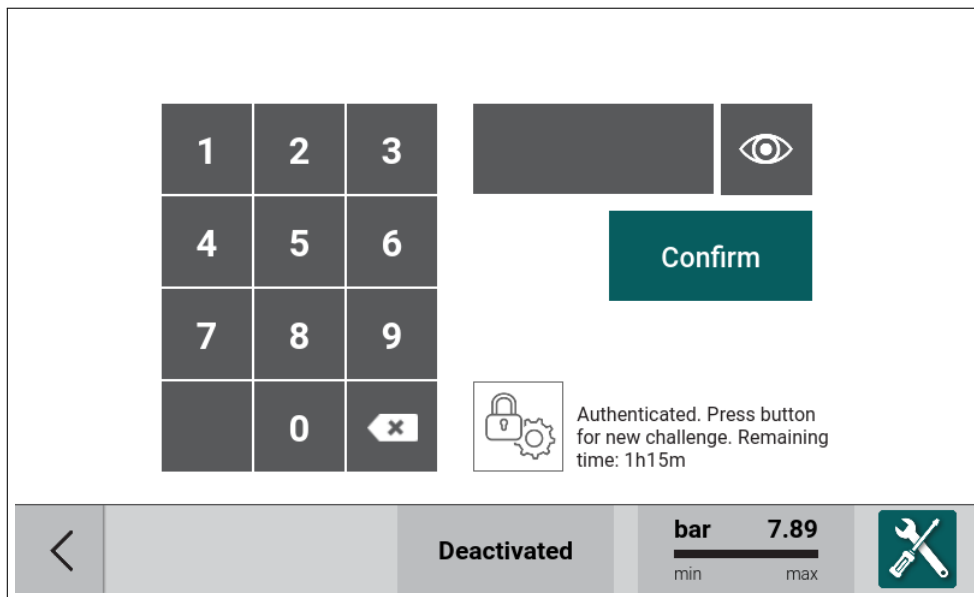 1 2 3
4 5 6
Confirm
7 8 9
0
Authenticated. Press button
for new challenge. Remaining
time: 1h15m
Deactivated
bar 7.89
min max